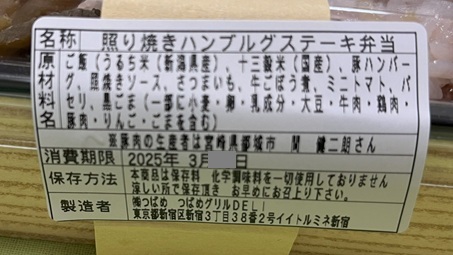 名称 照り焼きハンブルグステーキ弁当
原材料名 ご飯（うるち米（新潟県産）、十三穀米（国産）、豚ハンバー
グ、照焼きソース、さつまいも、牛ごぼう煮、ミニトマト、パ
セリ、黒ごま（一部に小麦・卵・乳成分・大豆・牛肉・鶏肉・
豚肉・りんご・ごまを含む）
※豚肉の生産者は宮崎県都城市 間 健二朗さん
消費期限 2025年 3月 日
保存方法 本商品は保存料 化学調味料を一切使用しておりません
涼しい所で保存頂き お早めにお召上り下さい。
製造者 ㈱つばめ つばめグリルDELI
東京都新宿区新宿3丁目38番2号イイトルミネ新宿